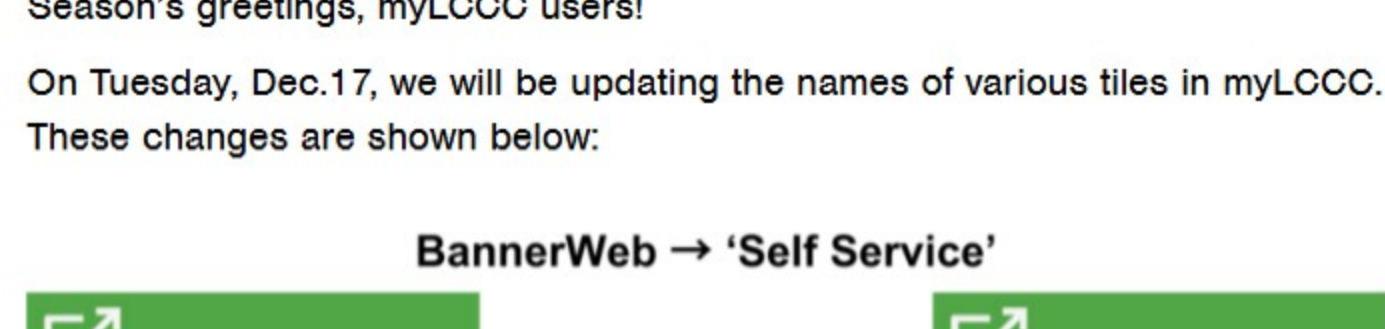 Season's greetings, myLCCC users!
On Tuesday, Dec.17, we will be updating the names of various tiles in myLCCC.
These changes are shown below:
BannerWeb → ‘Self Service’